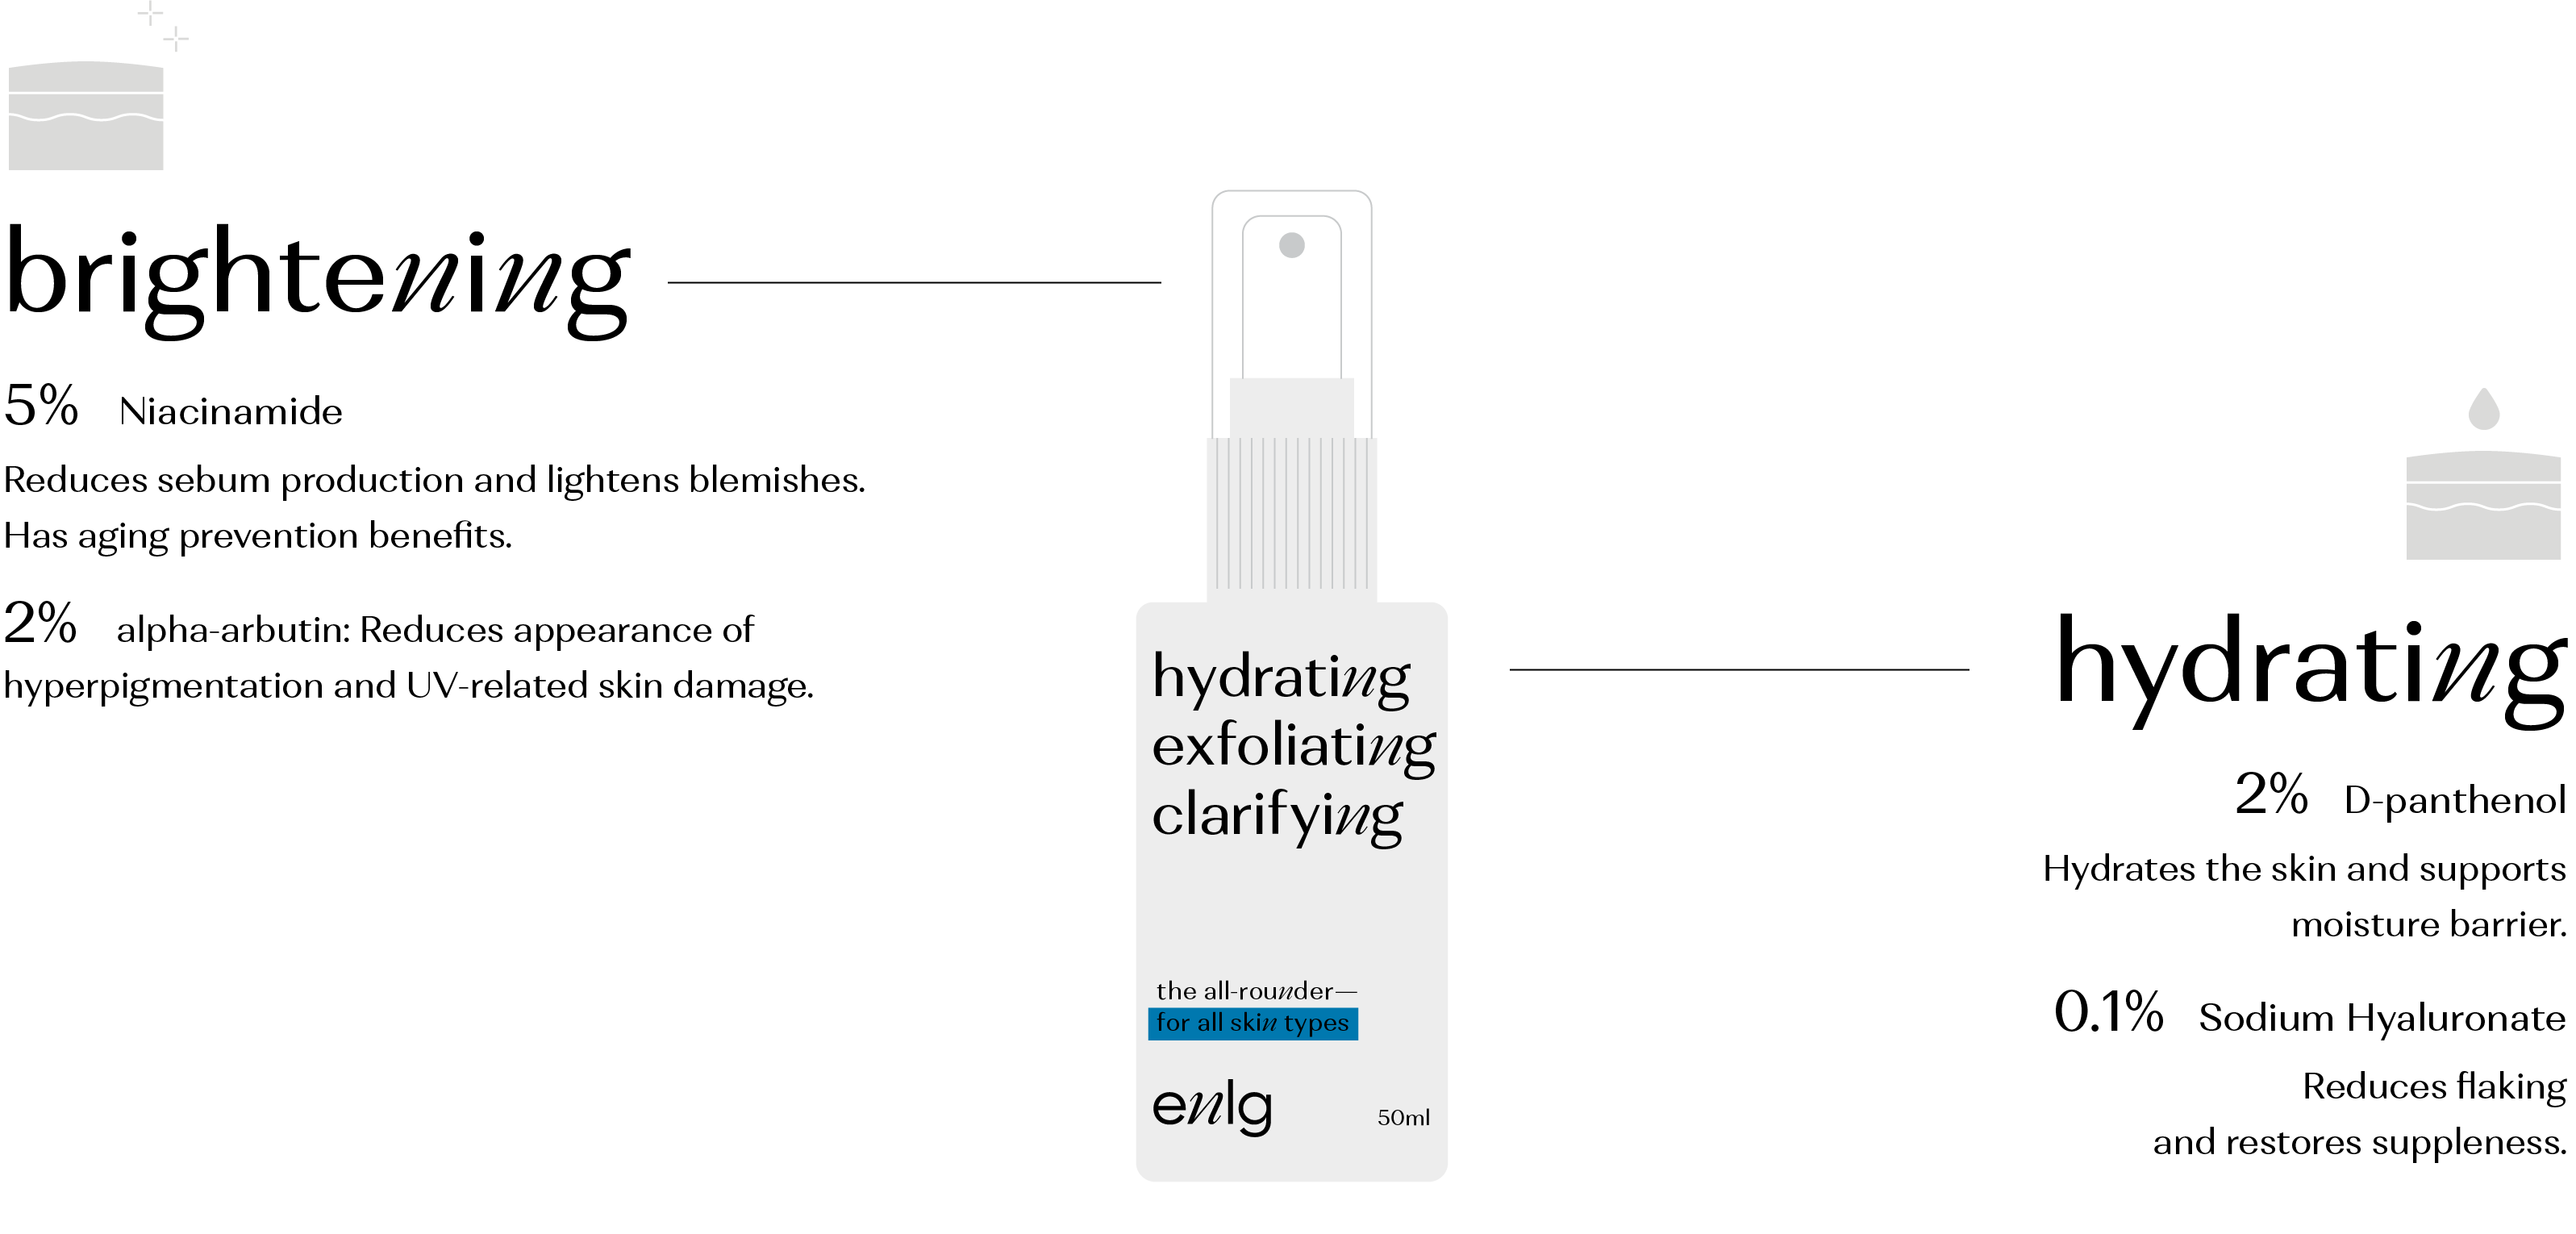 brightening
5% Niacinamide
Reduces sebum production and lightens blemishes.
Has aging prevention benefits.
2% alpha-arbutin: Reduces appearance of
hyperpigmentation and UV-related skin damage.
hydrating
exfoliating
clarifying
the all-rounder—
for all skin types
enlg
50ml
hydrating
2% D-panthenol
Hydrates the skin and supports
moisture barrier.
0.1% Sodium Hyaluronate
Reduces flaking
and restores suppleness.